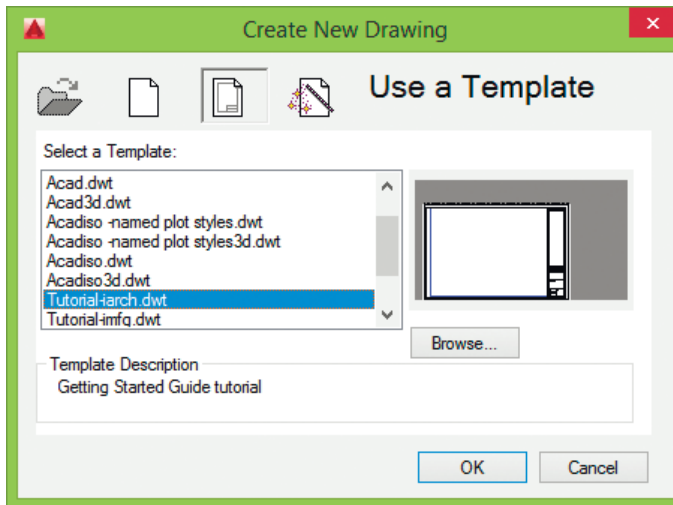 Create New Drawing
Use a Template
Select a Template:
Acad.dwt
Acad3d.dwt
Acadiso -named plot styles.dwt
Acadiso -named plot styles3d.dwt
Acadiso.dwt
Acadiso3d.dwt
Tutorial-iarch.dwt
Tutorial-imfg.dwt
Browse...
Template Description
Getting Started Guide tutorial
OK
Cancel